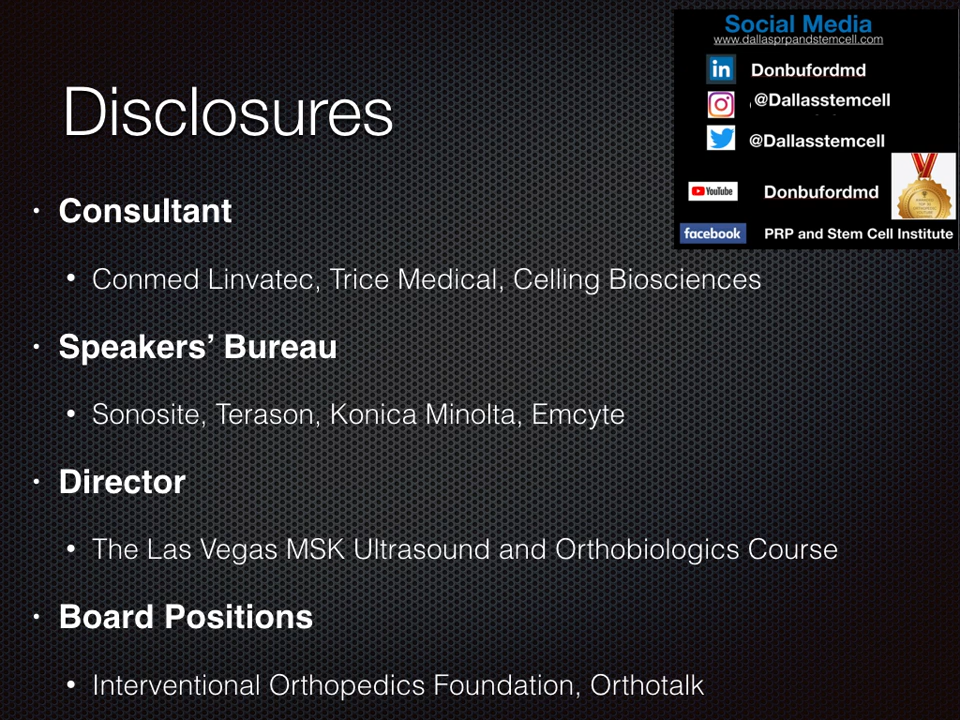 Disclosures
Social Media
www.dallasprpandstemcell.com
Donbufordmd
@Dallasstemcell
@Dallasstemcell
YouTube
Donbufordmd
facebook
PRP and Stem Cell Institute
Consultant
Conmed Linvatec, Trice Medical, Celling Biosciences
Speakers’ Bureau
Sonosite, Terason, Konica Minolta, Emcyte
Director
The Las Vegas MSK Ultrasound and Orthobiologics Course
Board Positions
Interventional Orthopedics Foundation, Orthotalk